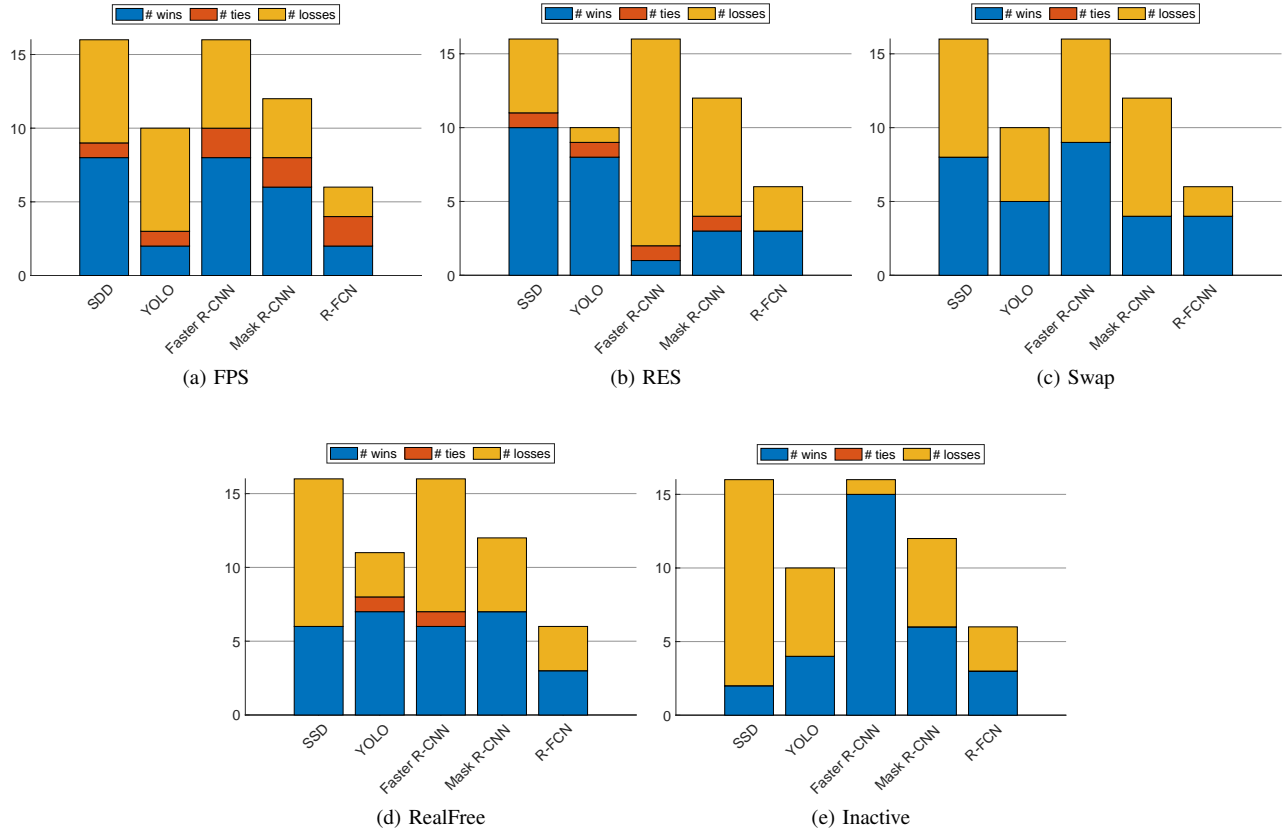 # wins # ties # losses
15
10
5
0
SDD
YOLO
Faster R-CNN
Mask R-CNN
R-FCN
(a) FPS
# wins # ties # losses
15
10
5
0
SSD
YOLO
Faster R-CNN
Mask R-CNN
R-FCN
(b) RES
# wins # ties # losses
15
10
5
0
SSD
YOLO
Faster R-CNN
Mask R-CNN
R-FCNN
(c) Swap
# wins # ties # losses
15
10
5
0
SSD
YOLO
Faster R-CNN
Mask R-CNN
R-FCN
(d) RealFree
# wins # ties # losses
15
10
5
0
SSD
YOLO
Faster R-CNN
Mask R-CNN
R-FCN
(e) Inactive